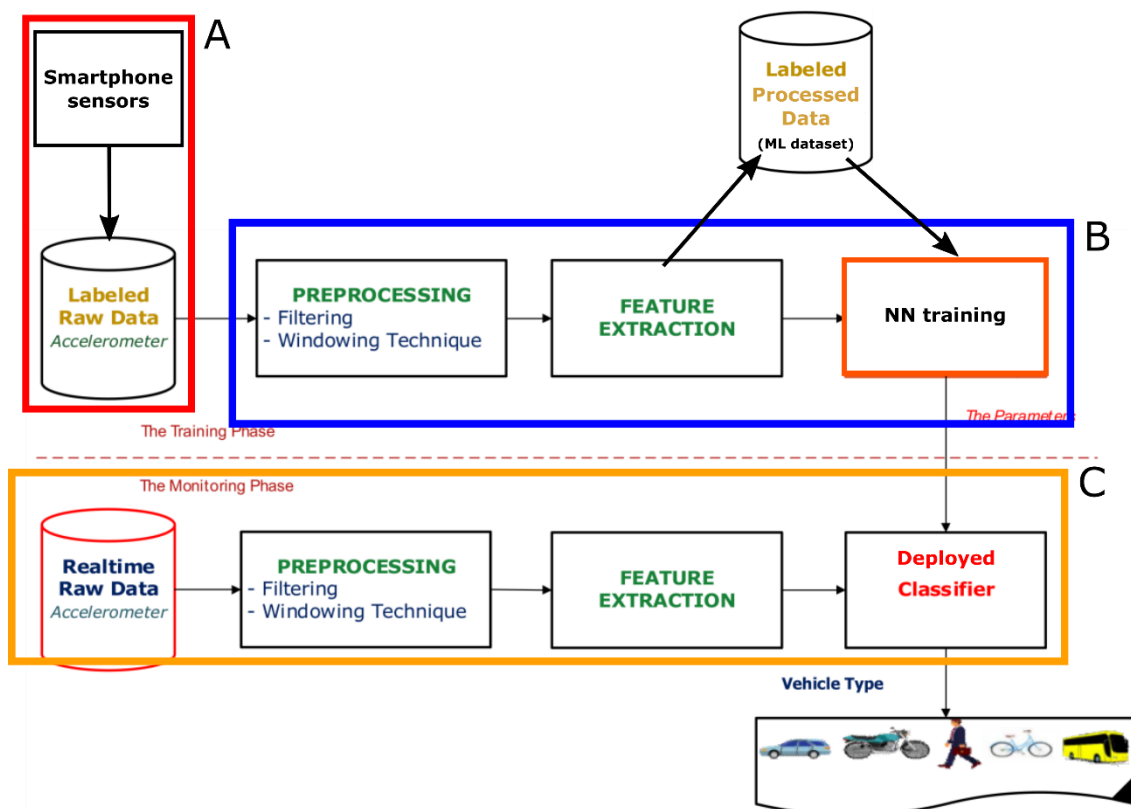 A
Smartphone
sensors
Labeled
Processed
Data
(ML dataset)
B
Labeled
Raw Data
Accelerometer
PREPROCESSING
- Filtering
- Windowing Technique
FEATURE
EXTRACTION
NN training
The Parameters
The Training Phase
The Monitoring Phase
C
Realtime
Raw Data
Accelerometer
PREPROCESSING
- Filtering
- Windowing Technique
FEATURE
EXTRACTION
Deployed
Classifier
Vehicle Type